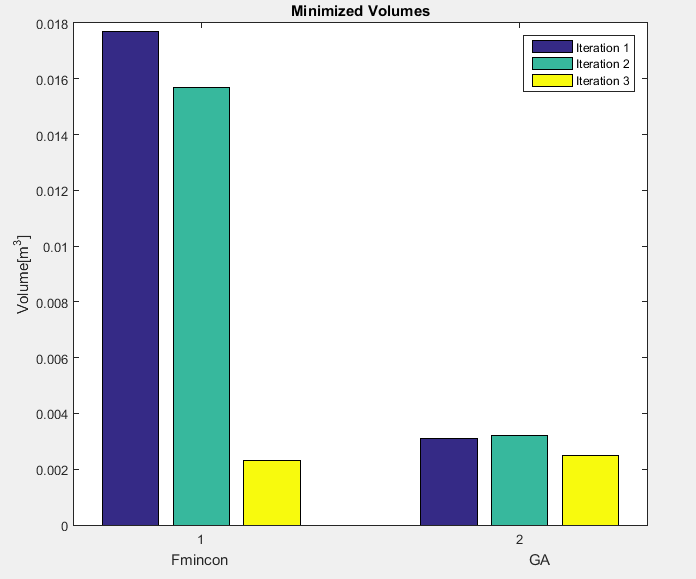 Minimized Volumes
0.018
0.016
0.014
0.012
0.01
0.008
0.006
0.004
0.002
0
Volume[m³]
Iteration 1
Iteration 2
Iteration 3
1 2
Fmincon GA